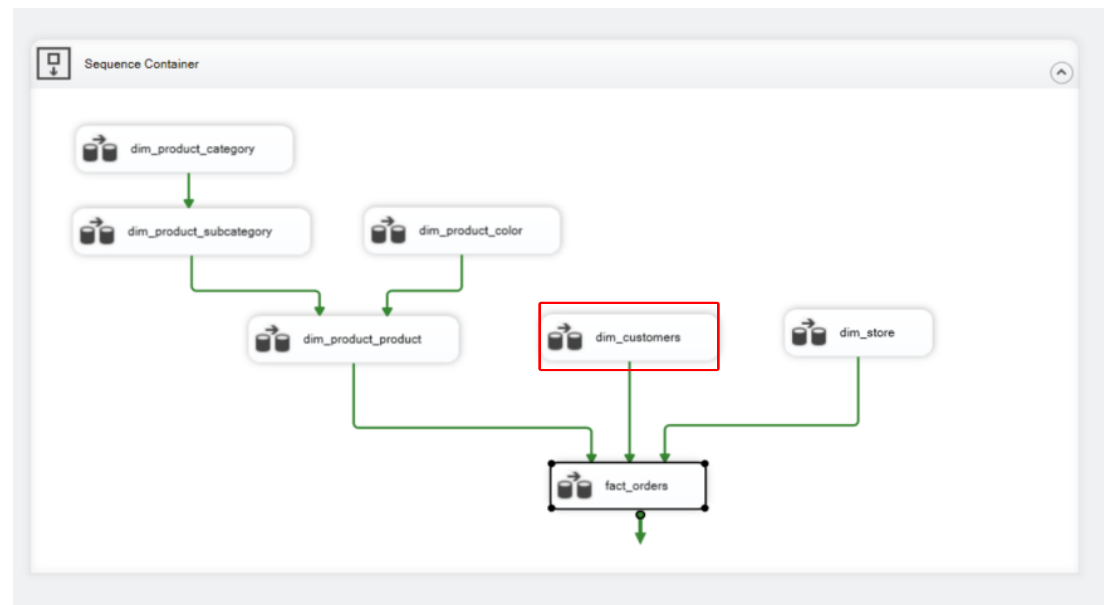 Sequence Container
dim_product_category
dim_product_subcategory
dim_product_color
dim_product_product
dim_customers
dim_store
fact_orders